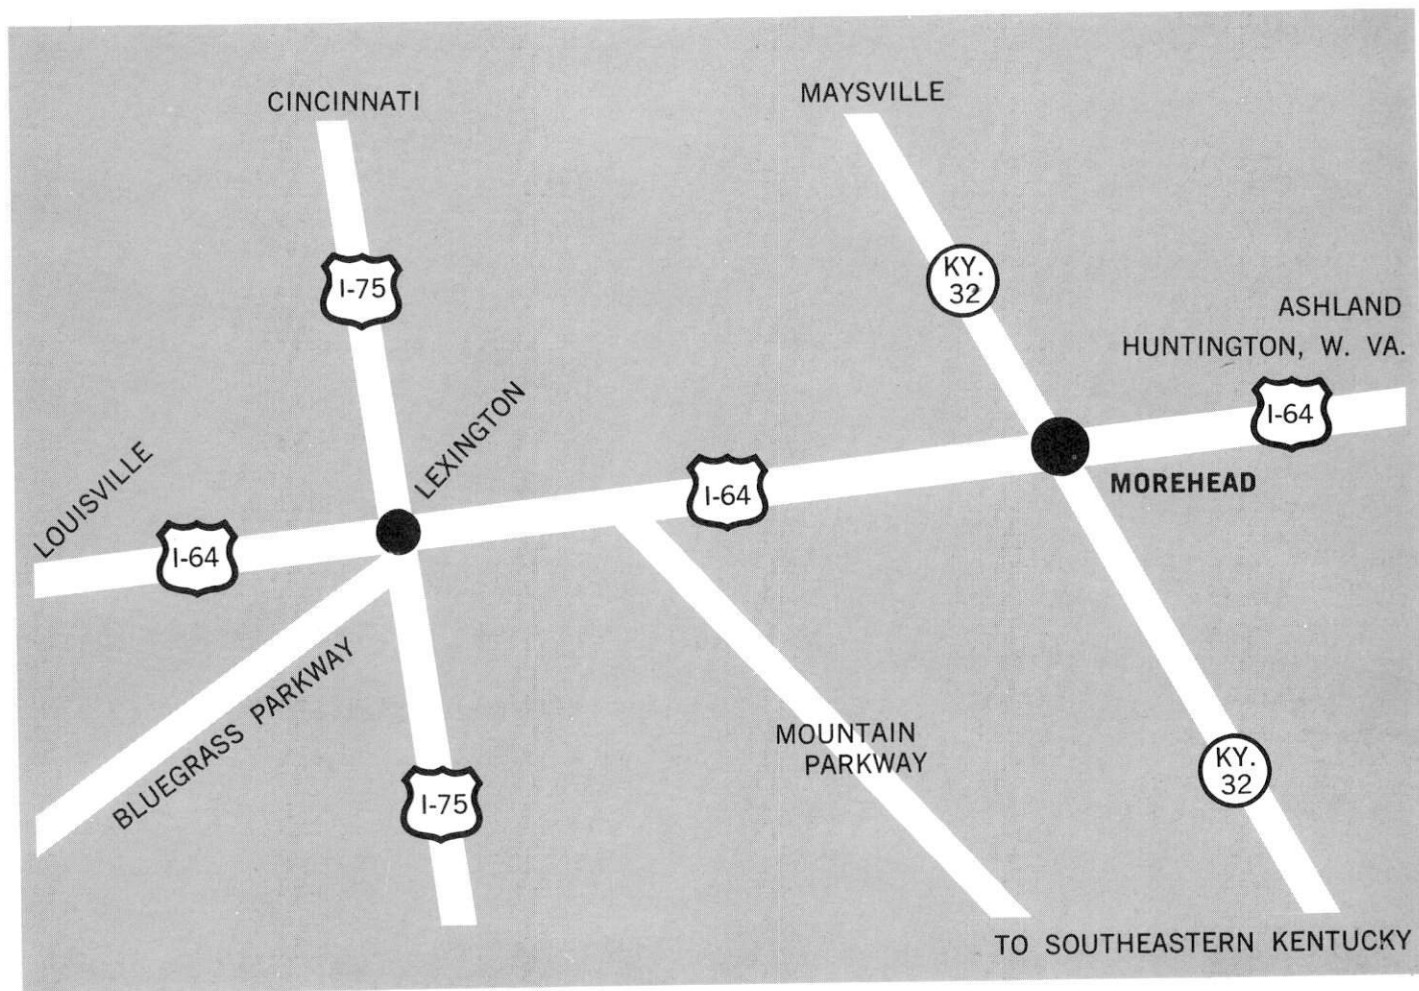 CINCINNATI
MAYSVILLE
I-75
KY.
32
ASHLAND
HUNTINGTON, W. VA.
I-64
LEXINGTON
LOUISVILLE
I-64
I-64
MOREHEAD
BLUEGRASS PARKWAY
MOUNTAIN
PARKWAY
I-75
KY.
32
TO SOUTHEASTERN KENTUCKY